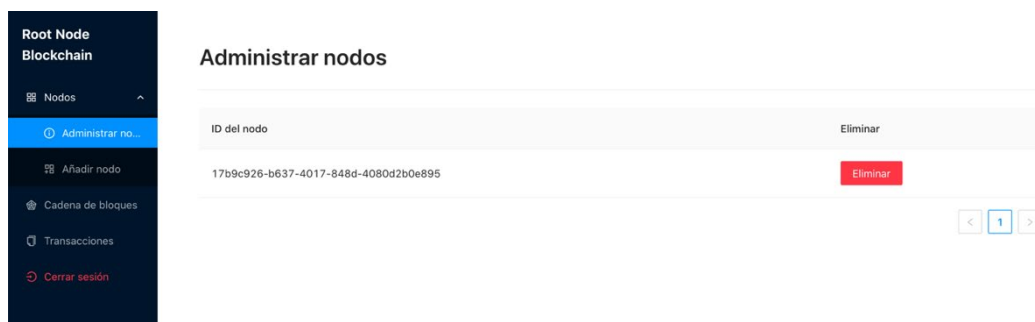 Root Node
Blockchain
Nodos
Administrar no...
Añadir nodo
Cadena de bloques
Transacciones
Cerrar sesión
Administrar nodos
ID del nodo
Eliminar
17b9c926-b637-4017-848d-4080d2b0e895
Eliminar
< 1 >